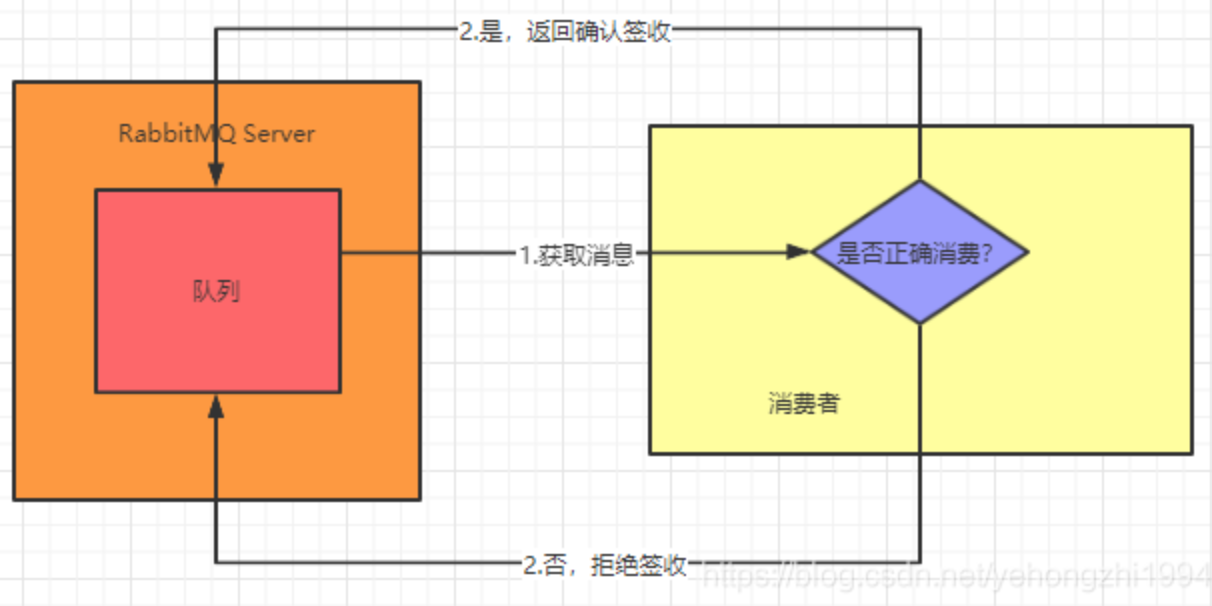 2.是，返回确认签收
RabbitMQ Server
1.获取消息
是否正确消费？
队列
消费者
2.否，拒绝签收
https://blog.csdn.net/yehongzhi1994